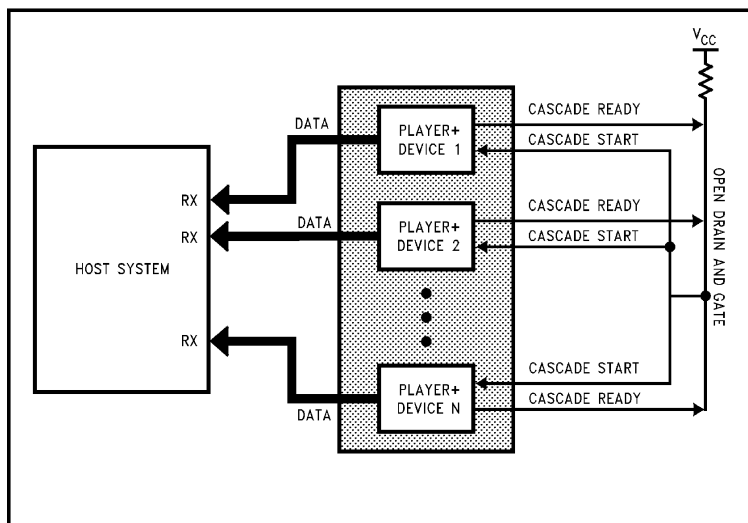 V_CC
DATA
CASCADE READY
PLAYER+
DEVICE 1
CASCADE START
RX
DATA
CASCADE READY
RX
PLAYER+
DEVICE 2
CASCADE START
HOST SYSTEM
OPEN DRAIN AND GATE
RX
CASCADE START
PLAYER+
DEVICE N
CASCADE READY
DATA